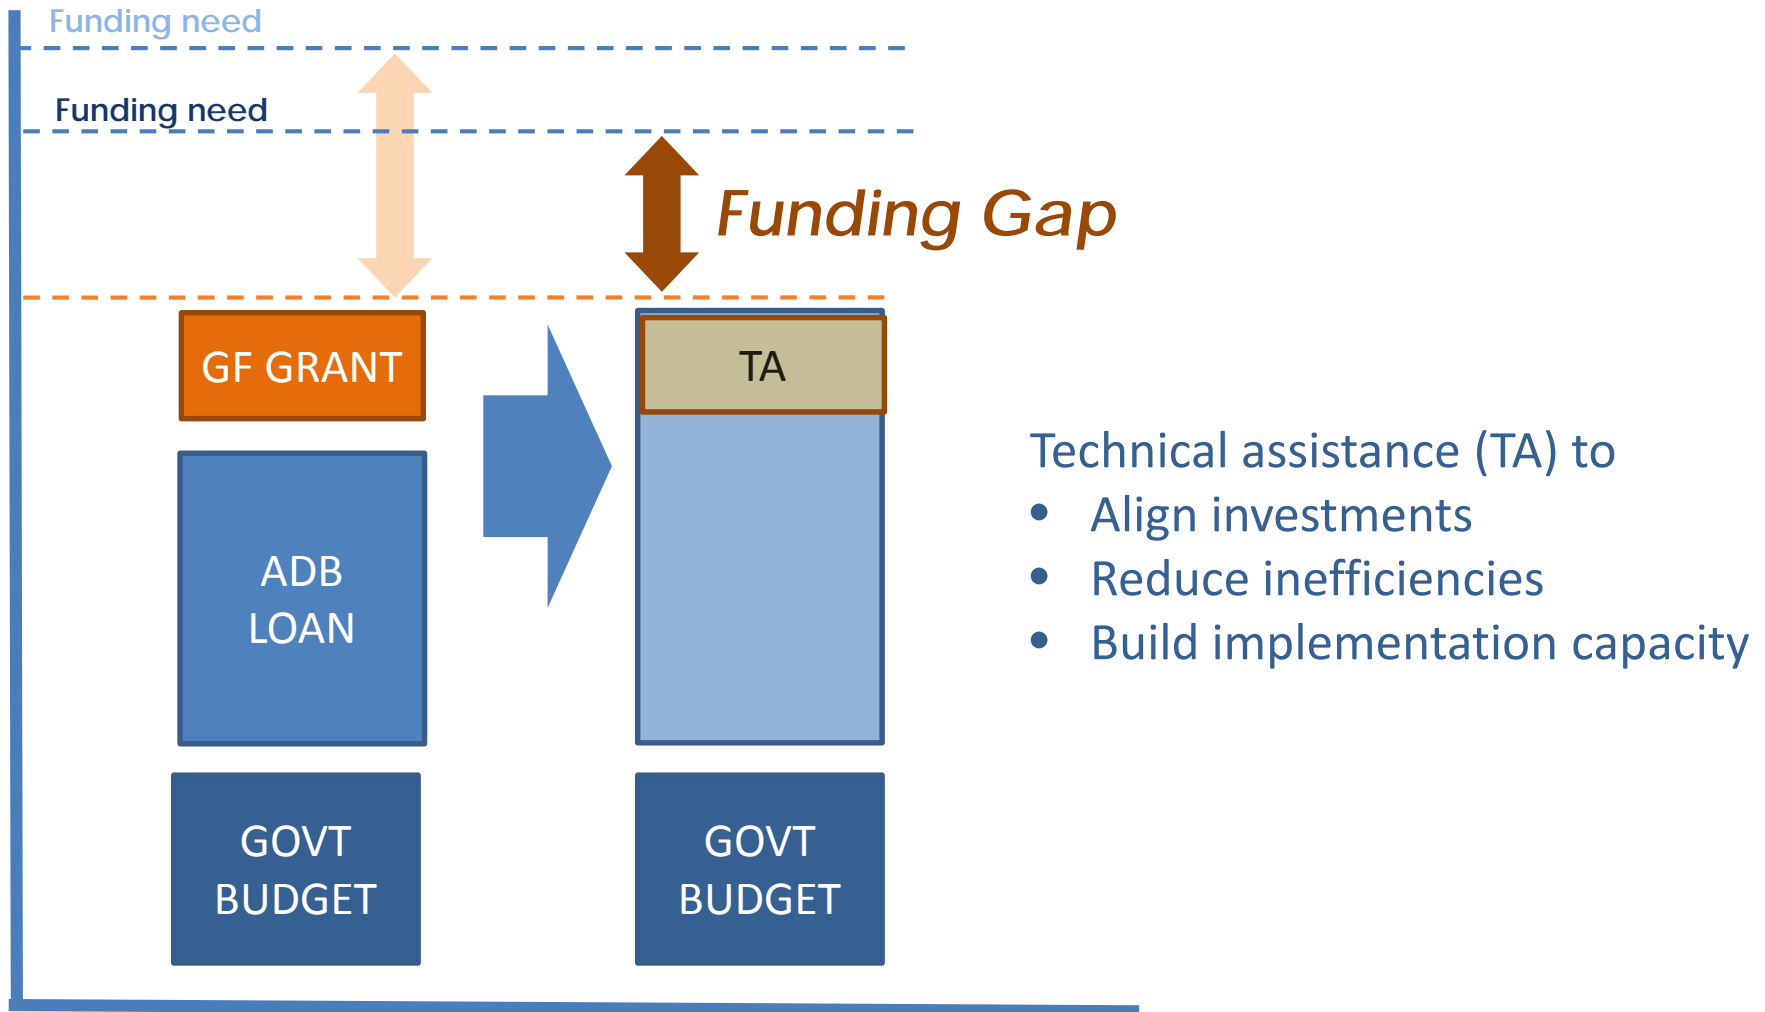 Funding need
Funding need
Funding Gap
GF GRANT
TA
ADB
LOAN
Technical assistance (TA) to
• Align investments
• Reduce inefficiencies
• Build implementation capacity
GOVT
BUDGET
GOVT
BUDGET